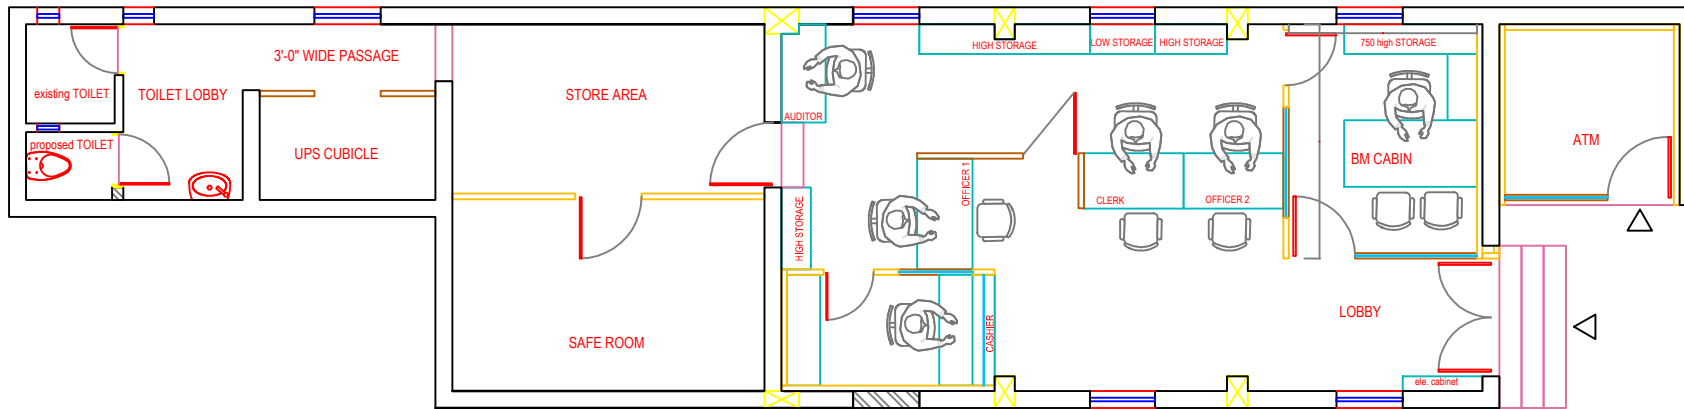 3'-0" WIDE PASSAGE
existing TOILET
TOILET LOBBY
proposed TOILET
UPS CUBICLE
STORE AREA
SAFE ROOM
AUDITOR
HIGH STORAGE
LOW STORAGE
HIGH STORAGE
750 high STORAGE
HIGH STORAGE
OFFICER 1
CLERK
OFFICER 2
BM CABIN
ATM
CASHIER
LOBBY
ele. cabinet